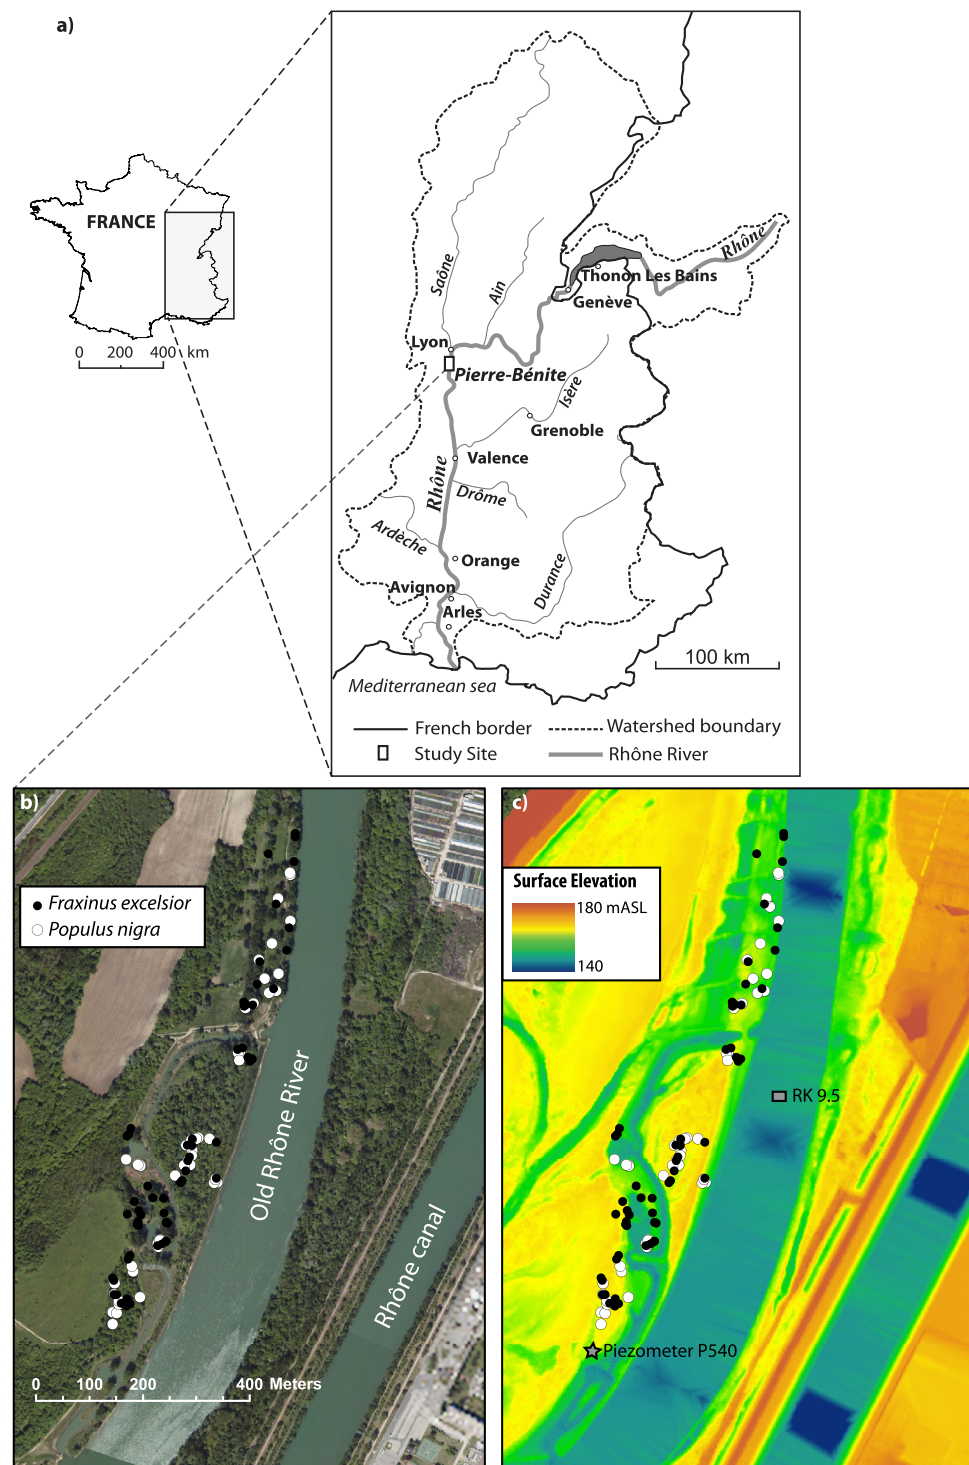 a)
FRANCE
0 200 400 km
Saône
Ain
Rhône
Thonon Les Bains
Genève
Lyon
Pierre-Bénite
Isère
Grenoble
Valence
Rhône
Drôme
Ardèche
Orange
Durance
Avignon
Arles
100 km
Mediterranean sea
French border
Watershed boundary
Study Site
Rhône River
b)
Fraxinus excelsior
Populus nigra
Old Rhône River
Rhône canal
0 100 200 400 Meters
c)
Surface Elevation
180 mASL
140
RK 9.5
Piezometer P540